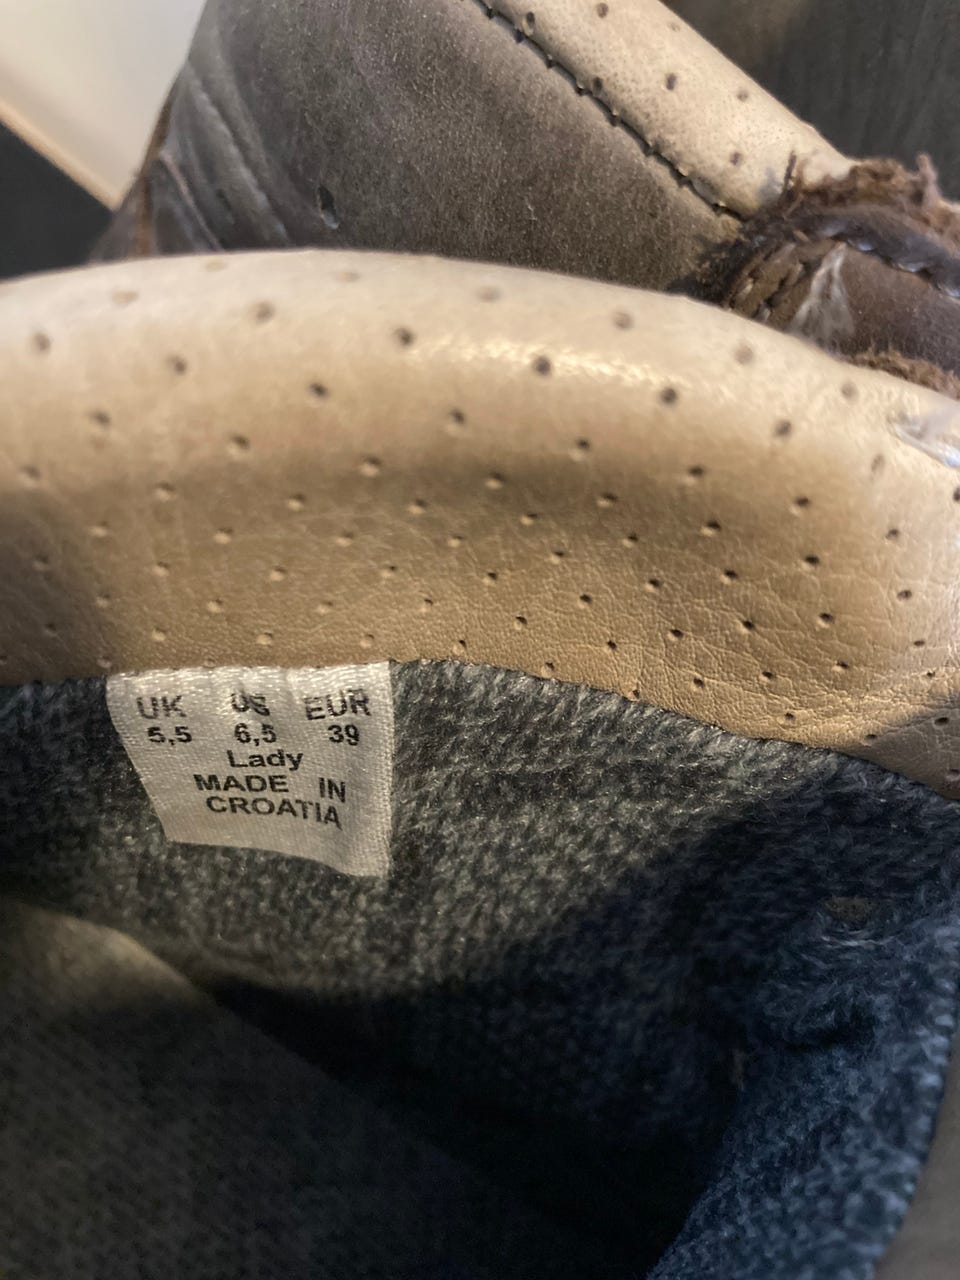 UK US EUR
5,5 6,5 39
Lady
MADE IN
CROATIA